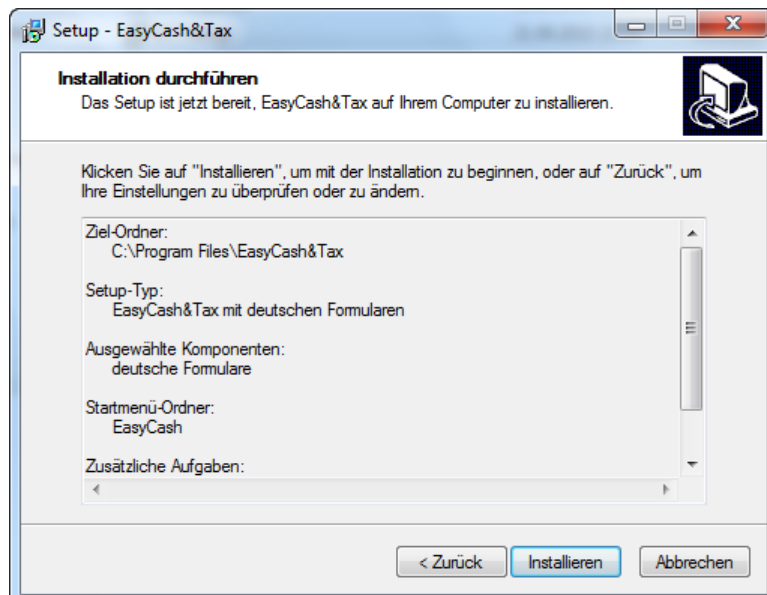 Setup - EasyCash&Tax
Installation durchführen
Das Setup ist jetzt bereit, EasyCash&Tax auf Ihrem Computer zu installieren.
Klicken Sie auf "Installieren", um mit der Installation zu beginnen, oder auf "Zurück", um
Ihre Einstellungen zu überprüfen oder zu ändern.
Ziel-Ordner:
C:\Program Files\EasyCash&Tax
Setup-Typ:
EasyCash&Tax mit deutschen Formularen
Ausgewählte Komponenten:
deutsche Formulare
Startmenü-Ordner:
EasyCash
Zusätzliche Aufgaben:
< Zurück
Installieren
Abbrechen